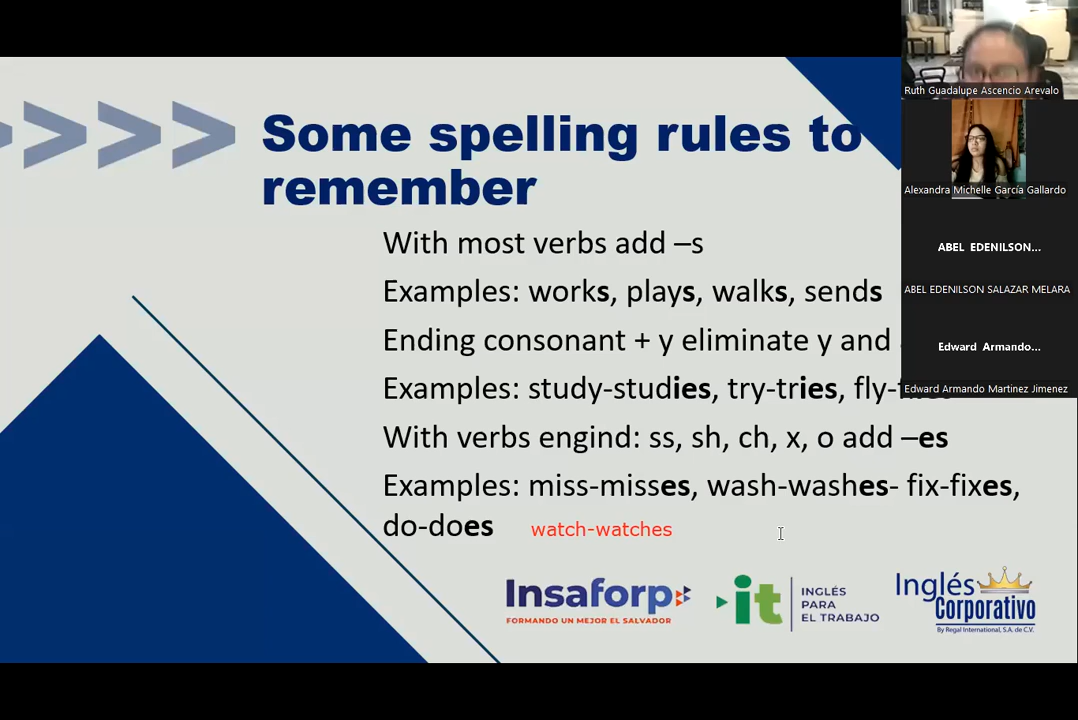 Some spelling rules to
remember
With most verbs add –s
Examples: works, plays, walks, sends
Ending consonant + y eliminate y and
Examples: study-studies, try-tries, fly-
With verbs engind: ss, sh, ch, x, o add –es
Examples: miss-misses, wash-washes- fix-fixes,
do-does watch-watches
Insaforp
FORMANDO UN MEJOR EL SALVADOR
it
INGLÉS
PARA
EL TRABAJO
Inglés
Corporativo
By Regal International, S.A. de C.V.
Ruth Guadalupe Ascencio Arevalo
Alexandra Michelle García Gallardo
ABEL EDENILSON...
ABEL EDENILSON SALAZAR MELARA
Edward Armando...
Edward Armando Martinez Jimenez